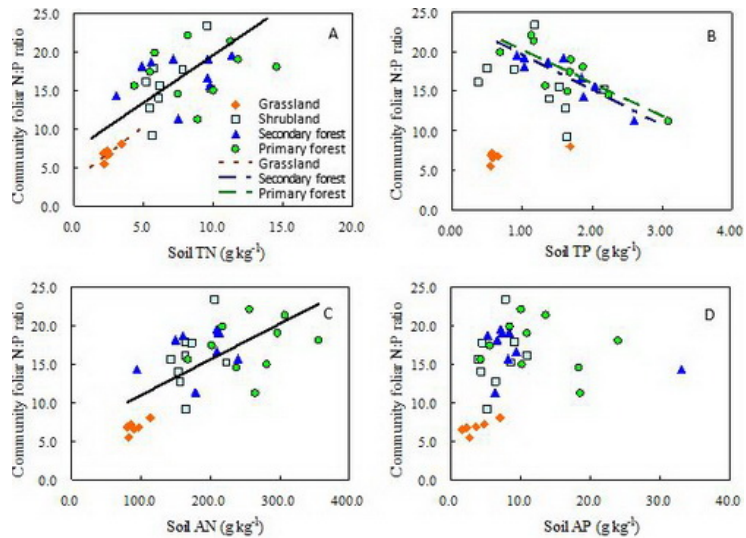 Community foliar N:P ratio
25.0
20.0
15.0
10.0
5.0
0.0
A
Grassland
Shrubland
Secondary forest
Primary forest
Grassland
Secondary forest
Primary forest
0.0 5.0 10.0 15.0 20.0
Soil TN (g kg-1)
Community foliar N:P ratio
25.0
20.0
15.0
10.0
5.0
0.0
B
0.00 1.00 2.00 3.00 4.00
Soil TP (g kg-1)
Community foliar N:P ratio
25.0
20.0
15.0
10.0
5.0
0.0
C
0.0 100.0 200.0 300.0 400.0
Soil AN (g kg-1)
Community foliar N:P ratio
25.0
20.0
15.0
10.0
5.0
0.0
D
0.0 10.0 20.0 30.0 40.0
Soil AP (g kg-1)